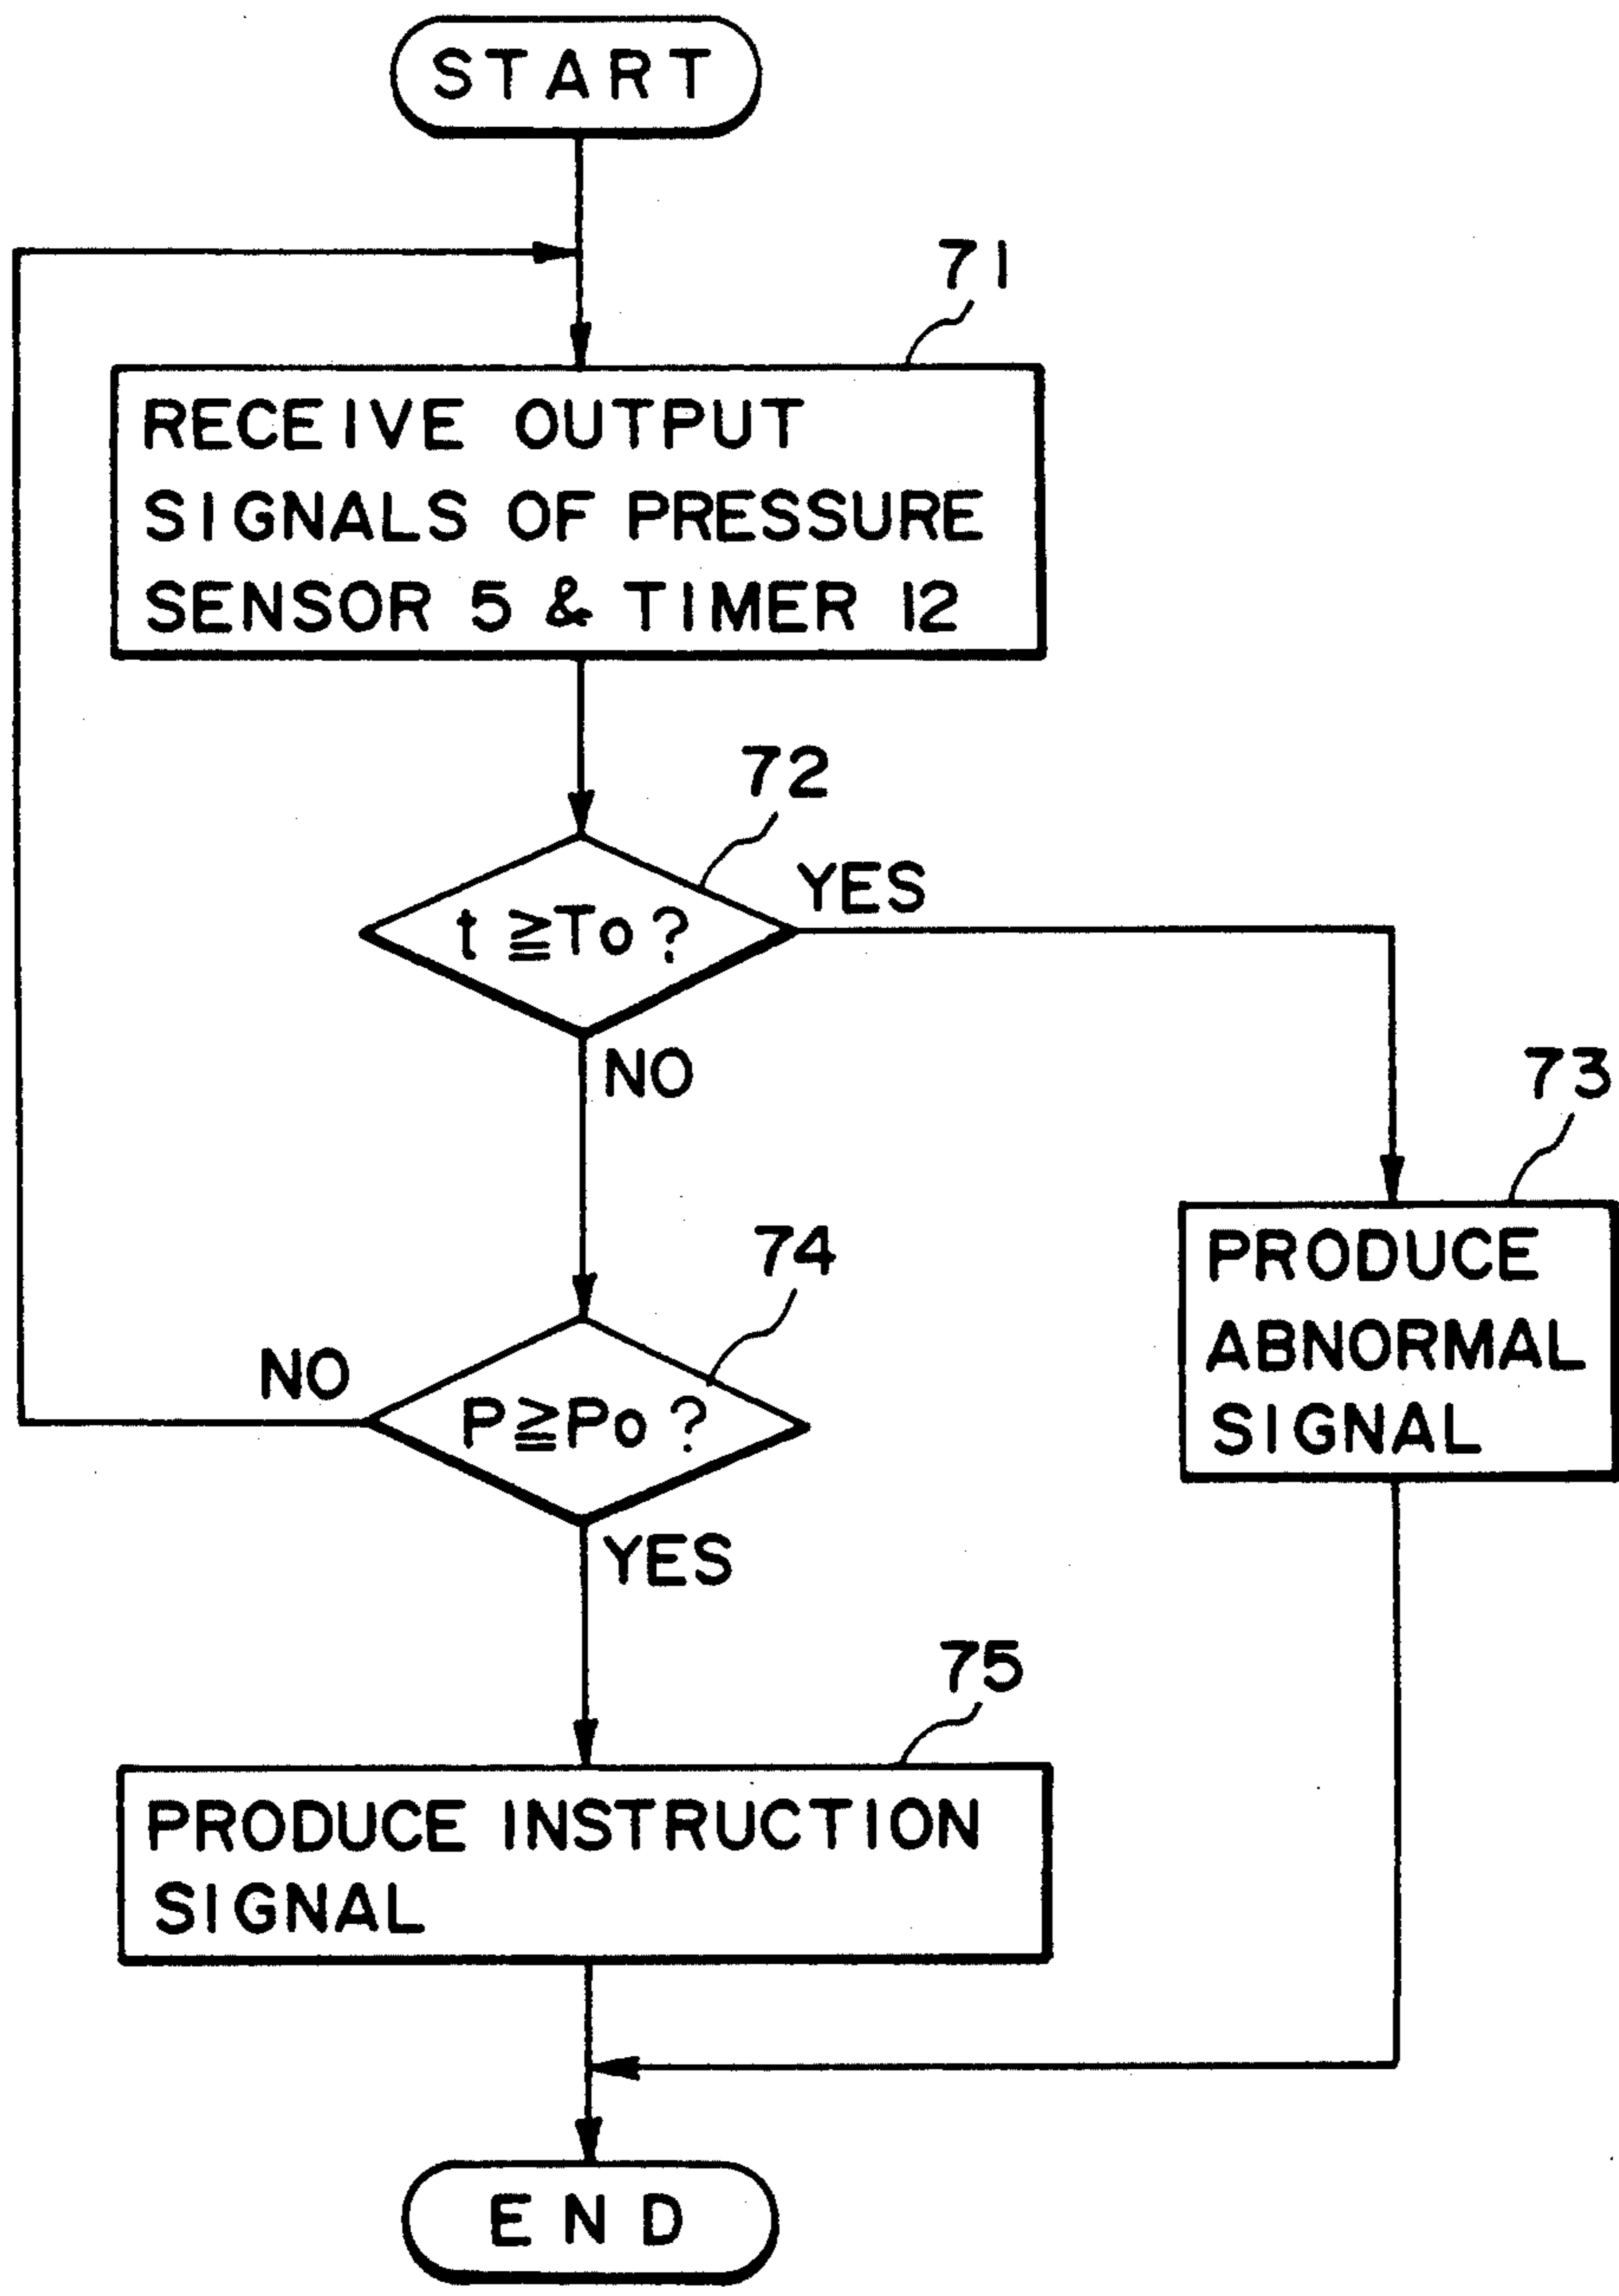 START
71
RECEIVE OUTPUT
SIGNALS OF PRESSURE
SENSOR 5 & TIMER 12
72
t ≧ To ?
YES
NO
73
PRODUCE
ABNORMAL
SIGNAL
74
P ≧ Po ?
NO
YES
75
PRODUCE INSTRUCTION
SIGNAL
END